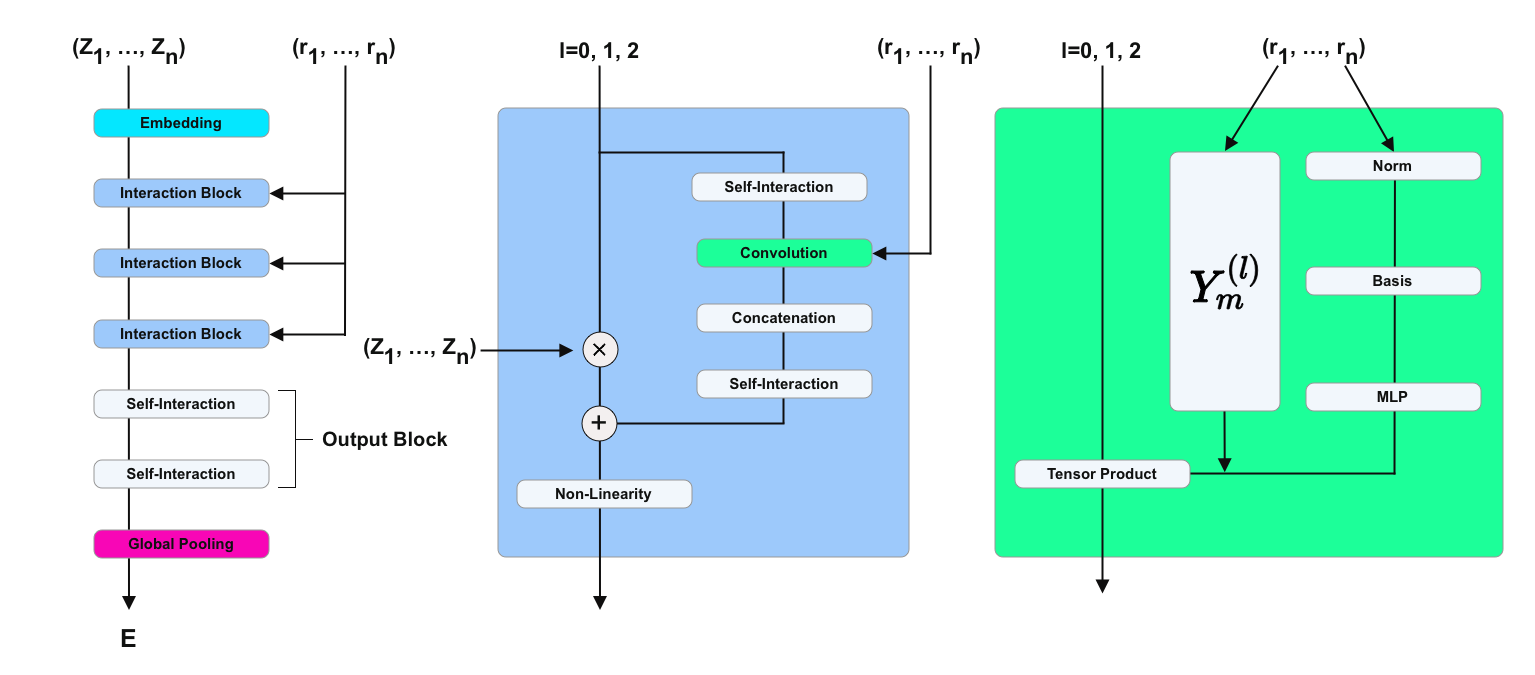 (Z₁, ..., Zₙ)
(r₁, ..., rₙ)
Embedding
Interaction Block
Interaction Block
Interaction Block
Self-Interaction
Self-Interaction
Output Block
Global Pooling
E
l=0, 1, 2
(r₁, ..., rₙ)
Self-Interaction
Convolution
Concatenation
(Z₁, ..., Zₙ)
×
Self-Interaction
+
Non-Linearity
l=0, 1, 2
(r₁, ..., rₙ)
Norm
Yₘ⁽ˡ⁾
Basis
MLP
Tensor Product